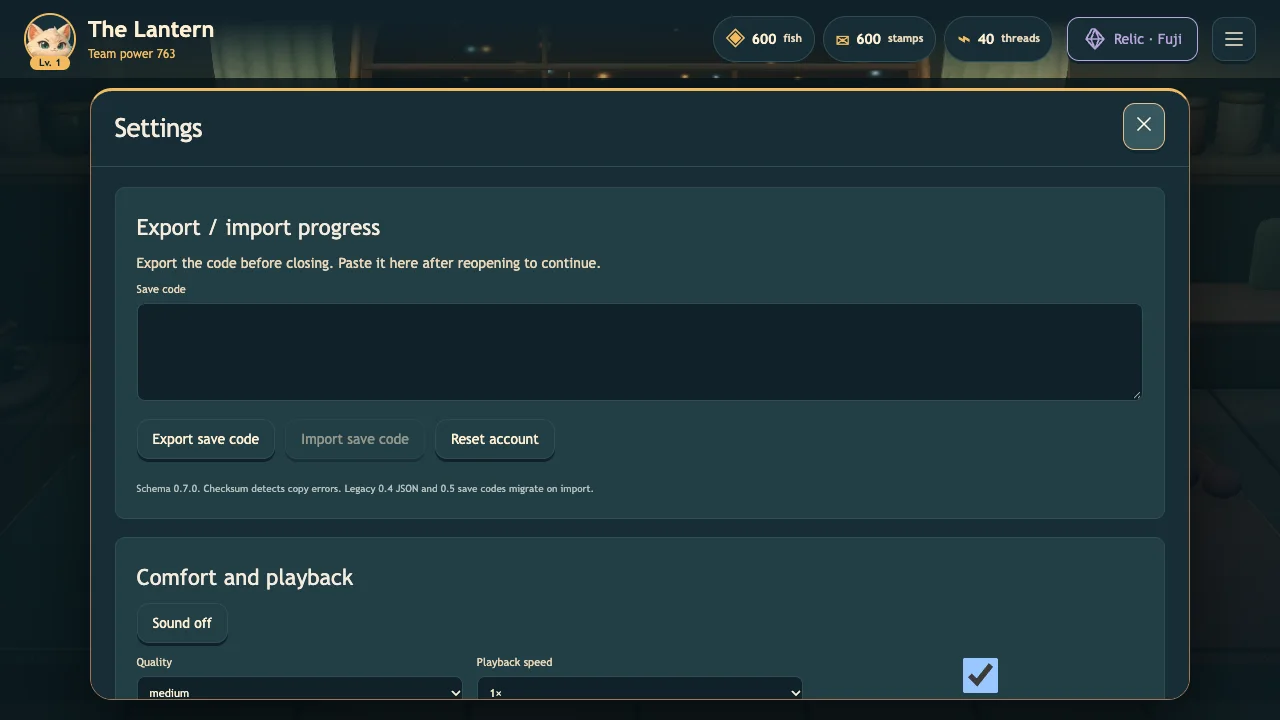 The Lantern
Team power 763
Lv. 1
600 fish
600 stamps
40 threads
Relic · Fuji
Settings
Export / import progress
Export the code before closing. Paste it here after reopening to continue.
Save code
Export save code
Import save code
Reset account
Schema 0.7.0. Checksum detects copy errors. Legacy 0.4 JSON and 0.5 save codes migrate on import.
Comfort and playback
Sound off
Quality
Playback speed
medium
1×